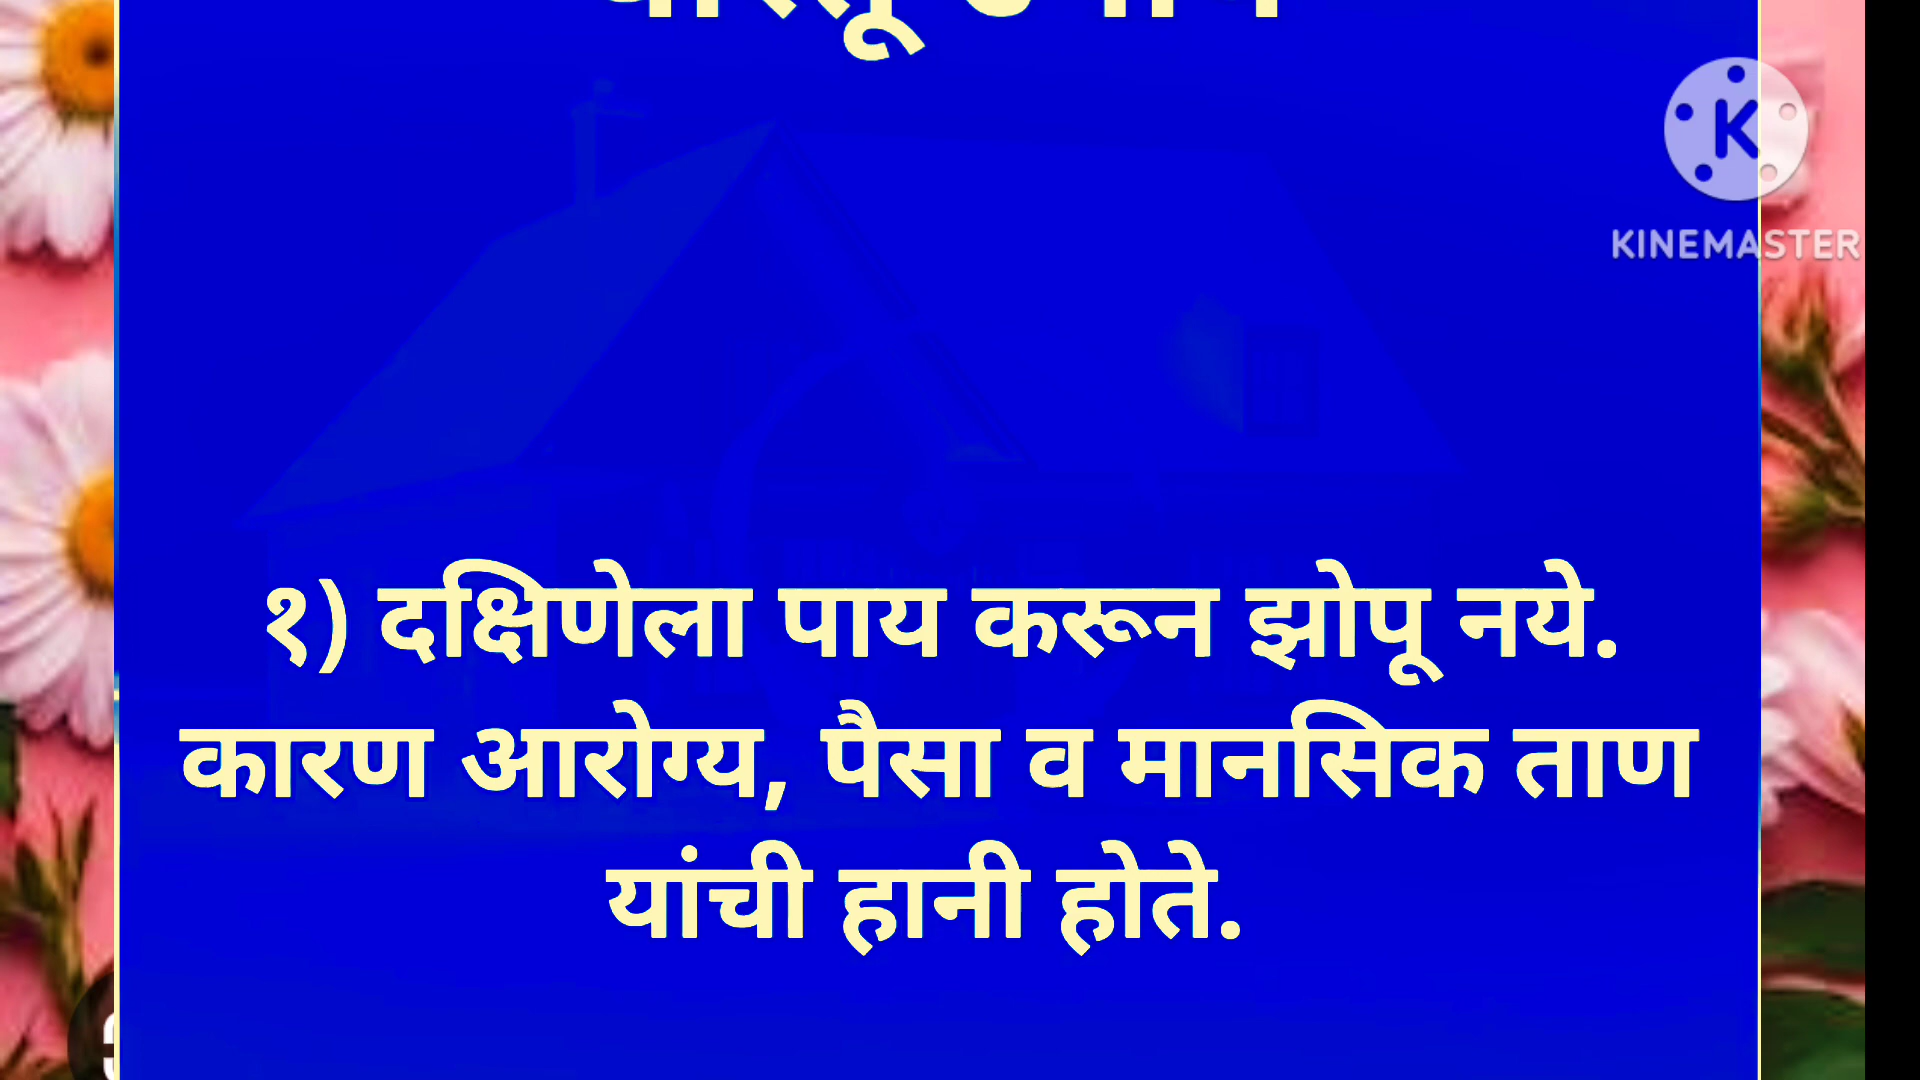 K
KINEMASTER
१) दक्षिणेला पाय करून झोपू नये.
कारण आरोग्य, पैसा व मानसिक ताण
यांची हानी होते.